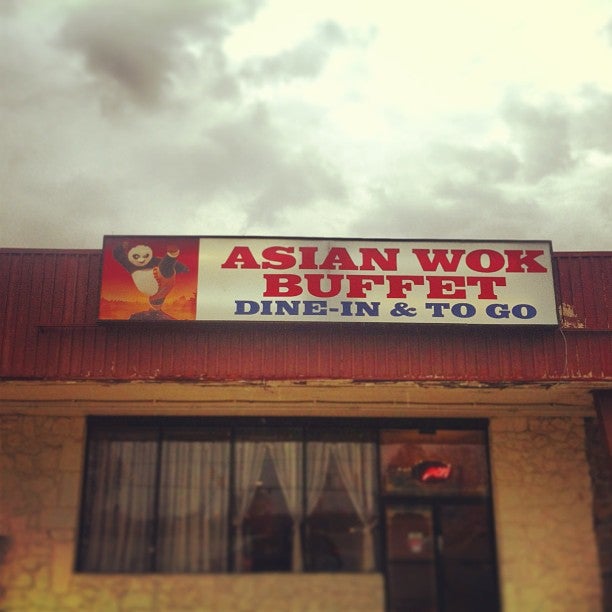 ASIAN WOK
BUFFET
DINE-IN & TO GO